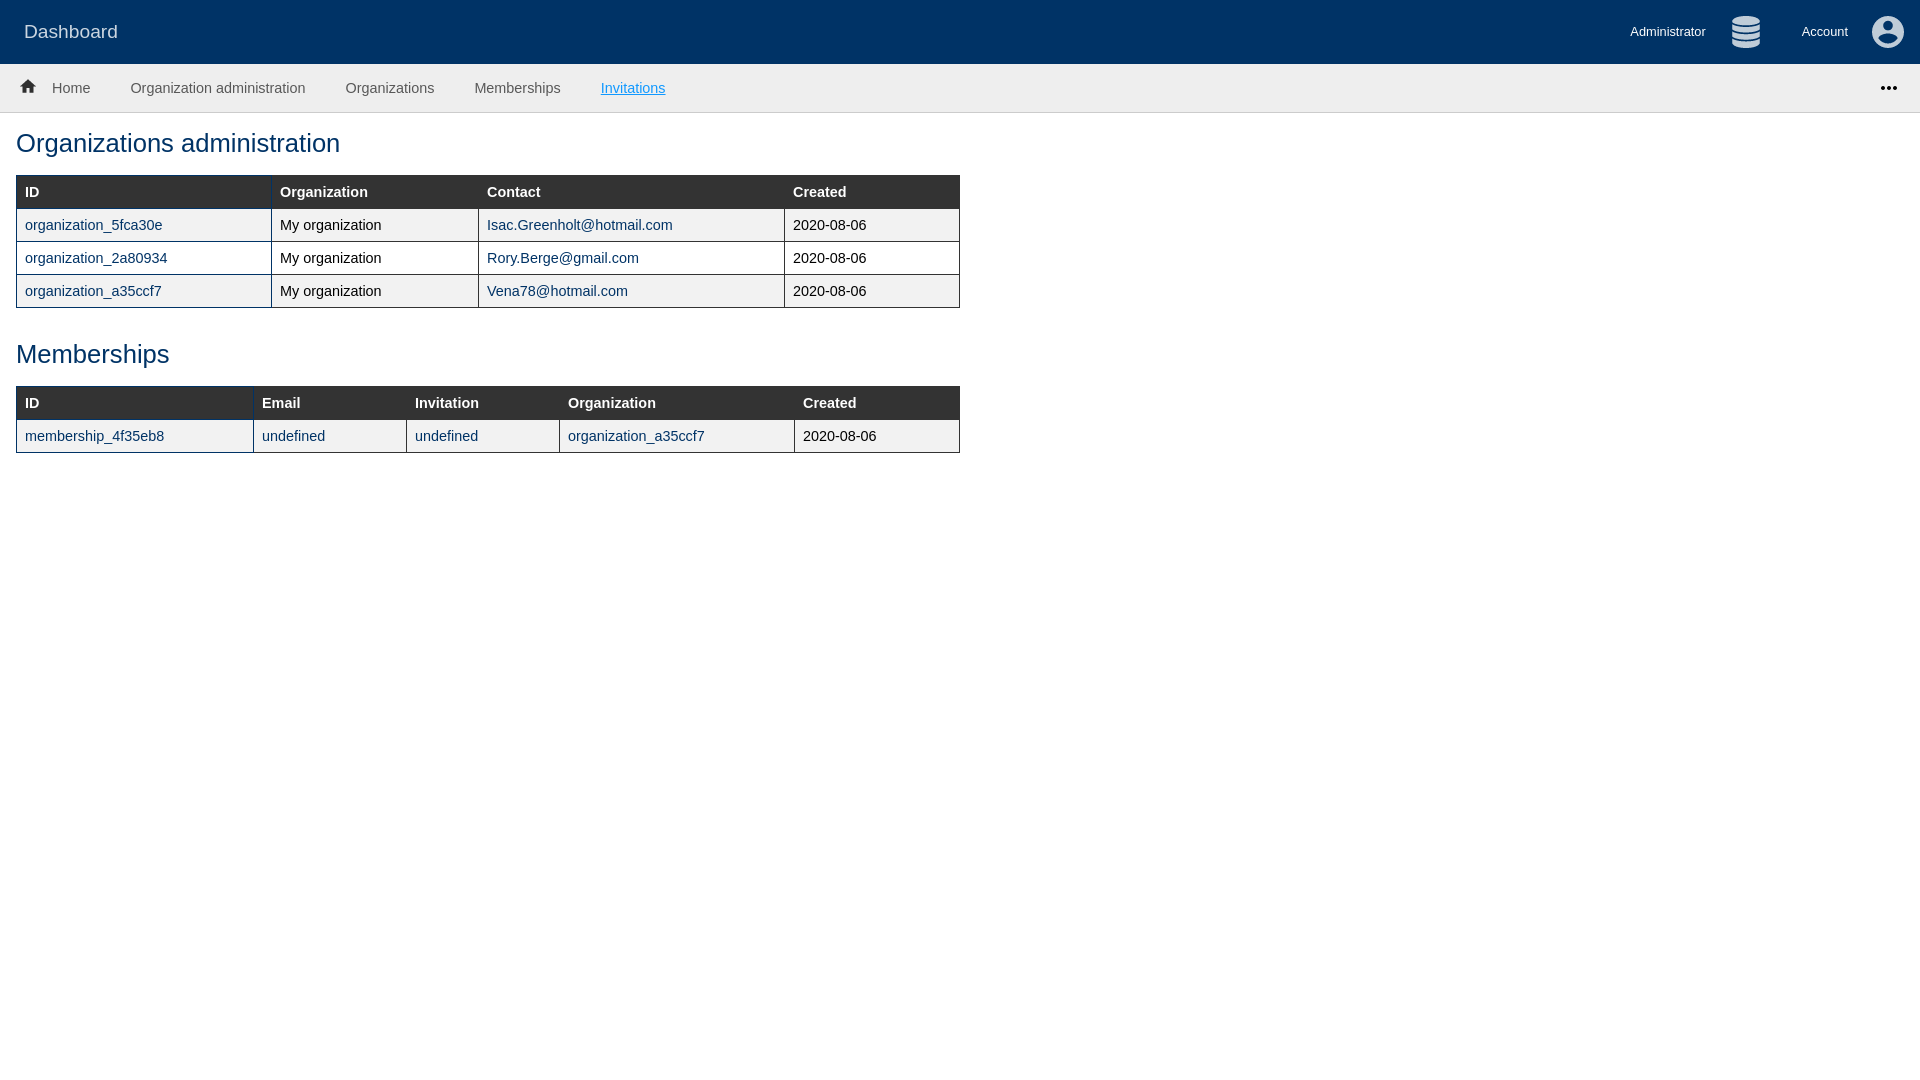 Dashboard
Administrator
Account
Home
Organization administration
Organizations
Memberships
Invitations
Organizations administration
ID Organization Contact Created
organization_5fca30e My organization Isac.Greenholt@hotmail.com 2020-08-06
organization_2a80934 My organization Rory.Berge@gmail.com 2020-08-06
organization_a35ccf7 My organization Vena78@hotmail.com 2020-08-06
Memberships
ID Email Invitation Organization Created
membership_4f35eb8 undefined undefined organization_a35ccf7 2020-08-06